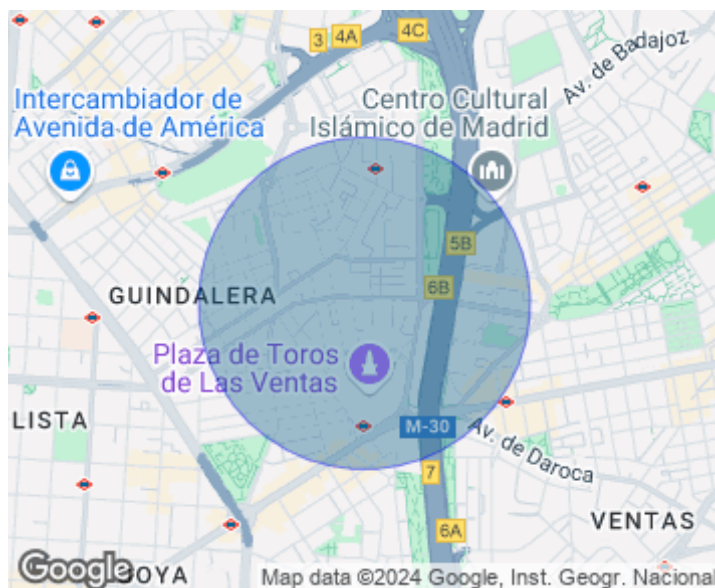 3
4A
4C
Av. de Badajoz
Intercambiador de
Avenida de América
Centro Cultural
Islámico de Madrid
5B
6B
GUINDALERA
Plaza de Toros
de Las Ventas
LISTA
M-30
Av. de Daroca
7
6A
VENTAS
Google
OYA
Map data ©2024 Google, Inst. Geogr. Nacional